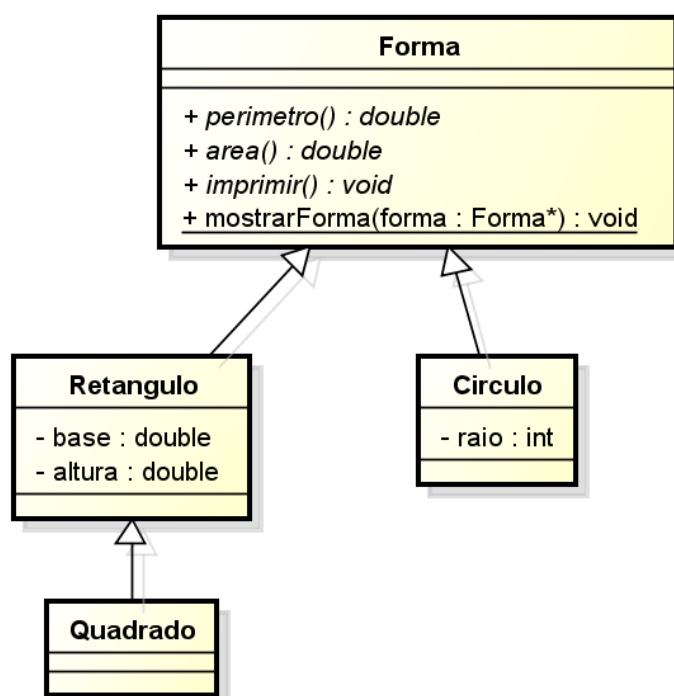 Forma
+ perimetro() : double
+ area() : double
+ imprimir() : void
+ mostrarForma(forma : Forma*) : void
Retangulo
- base : double
- altura : double
Circulo
- raio : int
Quadrado